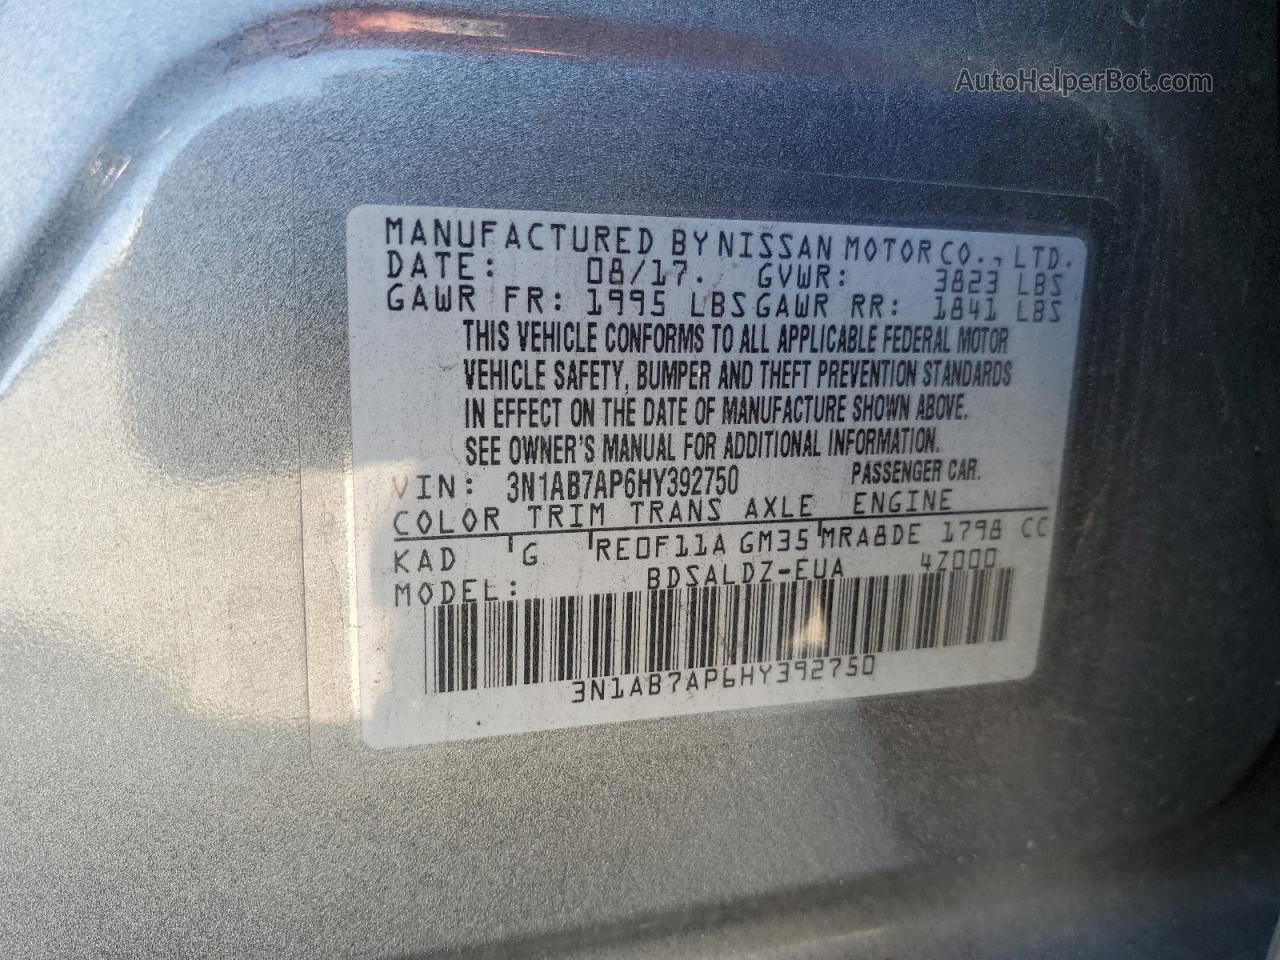 AutoHelperBot.com
MANUFACTURED BY NISSAN MOTOR CO., LTD.
DATE: 08/17. GVWR: 3823 LBS
GAWR FR: 1995 LBS GAWR RR: 1841 LBS
THIS VEHICLE CONFORMS TO ALL APPLICABLE FEDERAL MOTOR
VEHICLE SAFETY, BUMPER AND THEFT PREVENTION STANDARDS
IN EFFECT ON THE DATE OF MANUFACTURE SHOWN ABOVE.
SEE OWNER'S MANUAL FOR ADDITIONAL INFORMATION.
VIN: 3N1AB7AP6HY392750 PASSENGER CAR.
COLOR TRIM TRANS AXLE ENGINE
KAD G RE0F11A GM35 MRA8DE 1798 CC
MODEL: BDSALDZ-EUA 4Z000
3N1AB7AP6HY392750